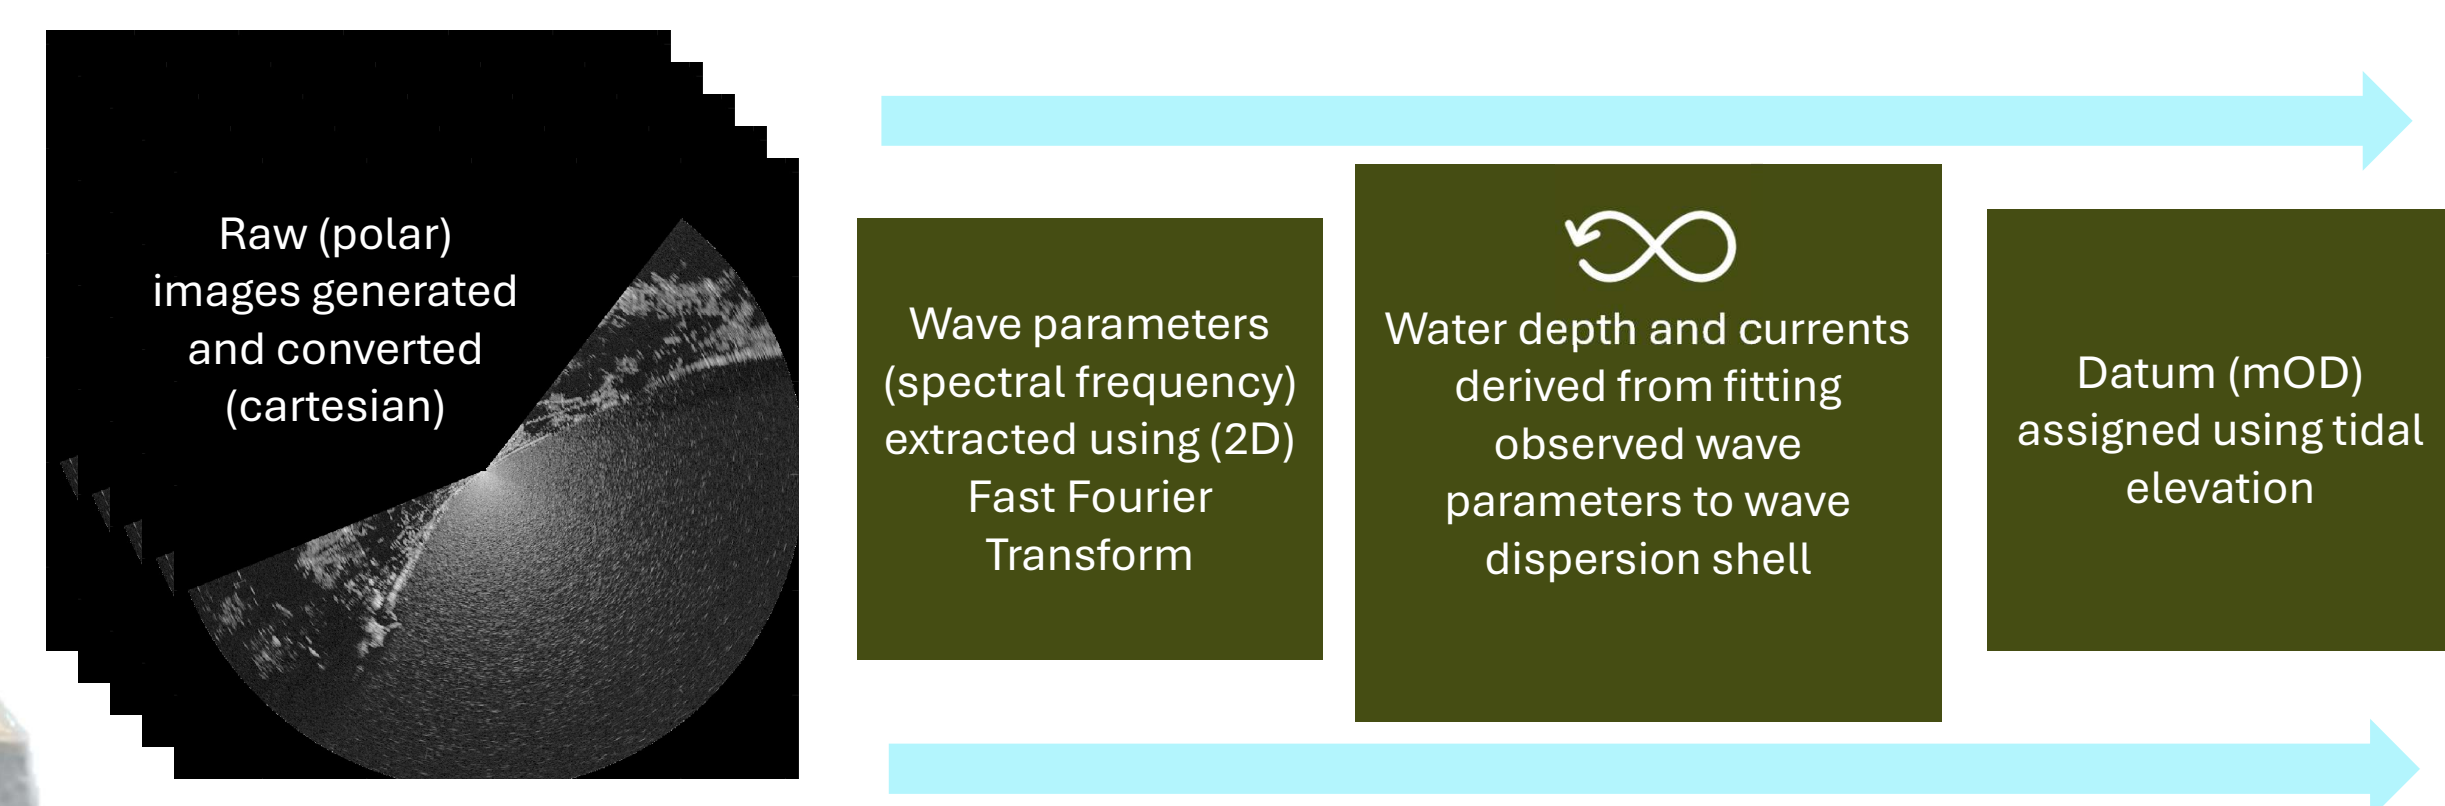 Raw (polar)
images generated
and converted
(cartesian)
Wave parameters
(spectral frequency)
extracted using (2D)
Fast Fourier
Transform
Water depth and currents
derived from fitting
observed wave
parameters to wave
dispersion shell
Datum (mOD)
assigned using tidal
elevation